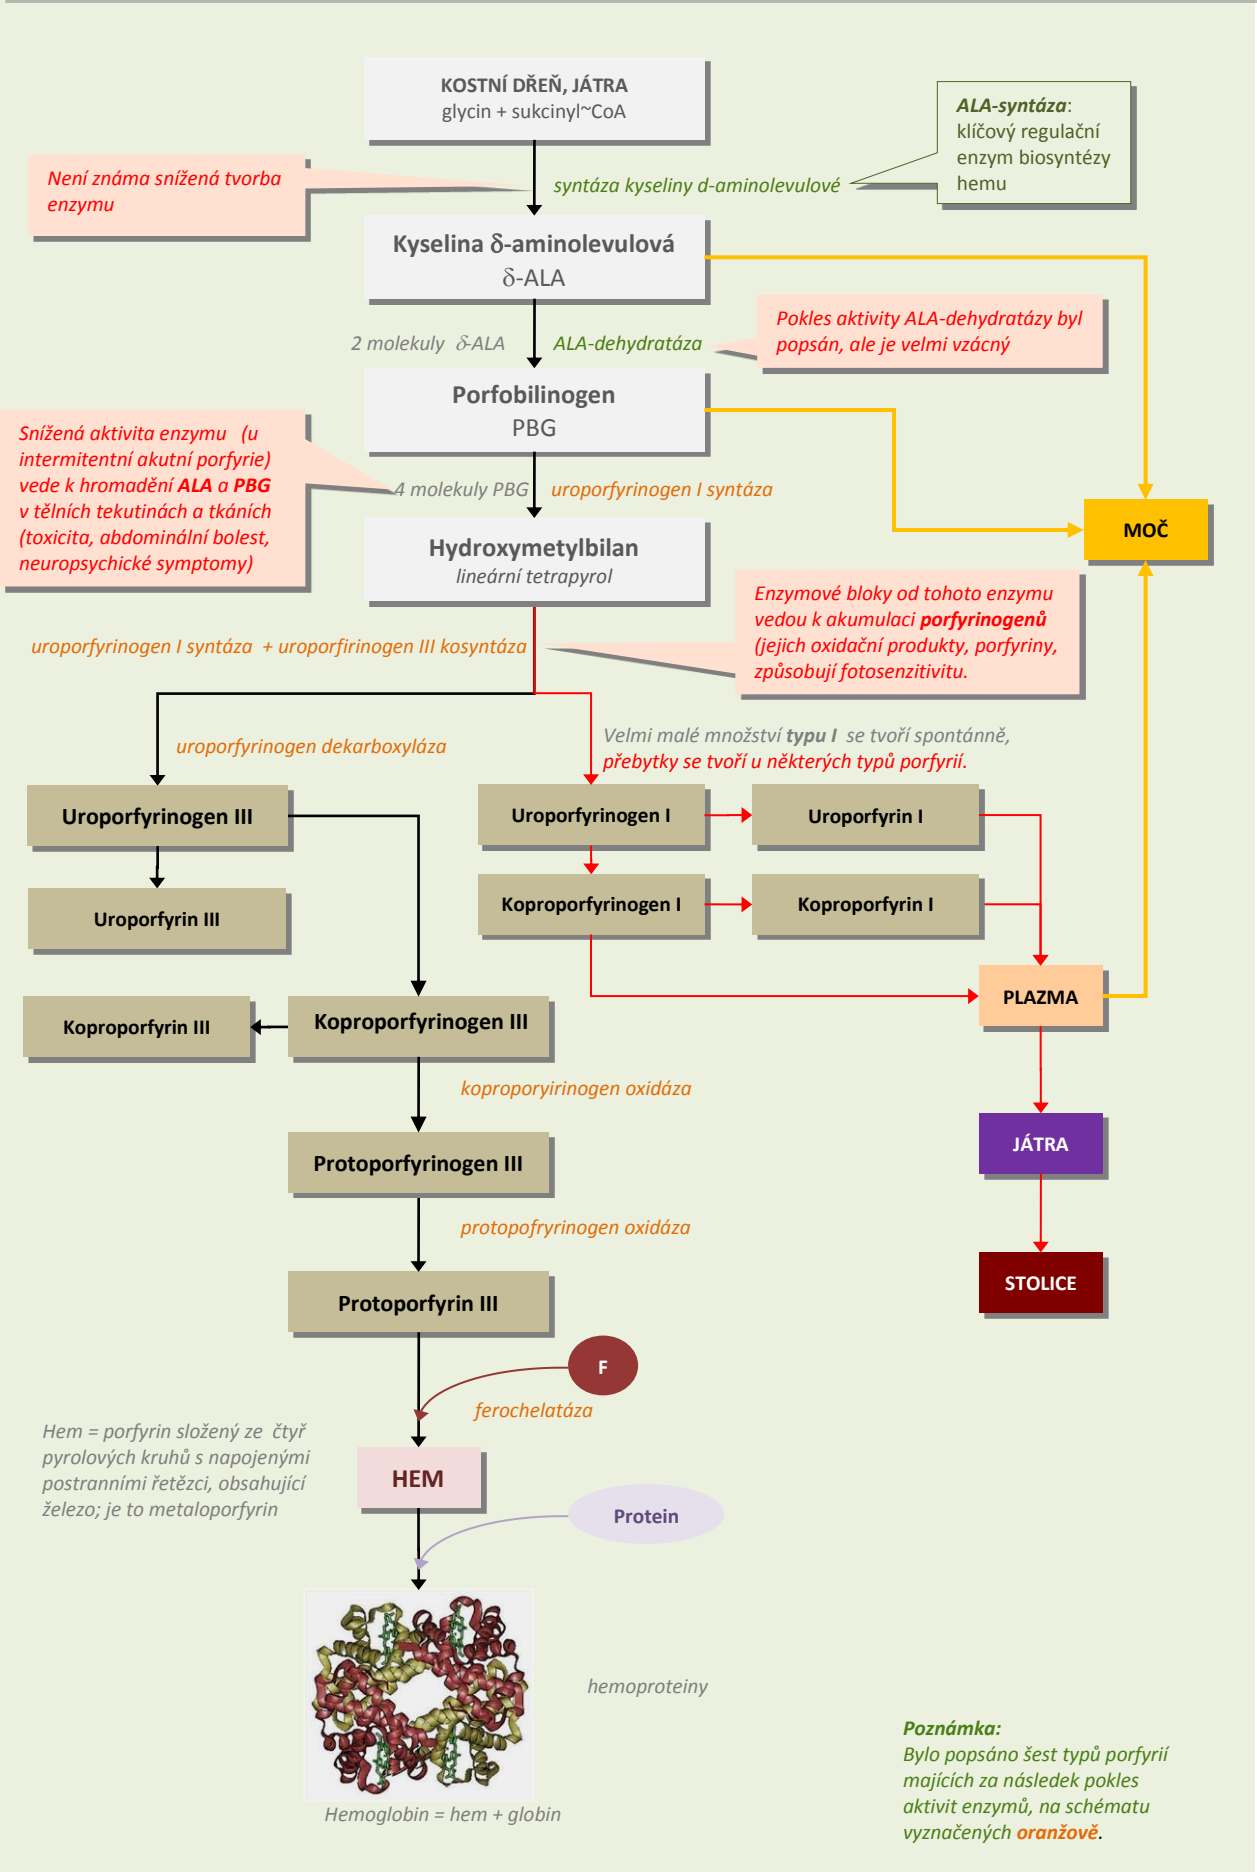 KOSTNÍ DŘEŇ, JÁTRA
glycin + sukcinyl~CoA
ALA-syntáza:
klíčový regulační
enzym biosyntézy
hemu
Není známa snížená tvorba
enzymu
syntáza kyseliny d-aminolevulové
Kyselina δ-aminolevulová
δ-ALA
2 molekuly δ-ALA
ALA-dehydratáza
Pokles aktivity ALA-dehydratázy byl
popsán, ale je velmi vzácný
Porfobilinogen
PBG
Snížená aktivita enzymu (u
intermitentní akutní porfyrie)
vede k hromadění ALA a PBG
v tělních tekutinách a tkáních
(toxicita, abdominální bolest,
neuropsychické symptomy)
4 molekuly PBG
uroporfyrinogen I syntáza
MOČ
Hydroxymetylbilan
lineární tetrapyrol
Enzymové bloky od tohoto enzymu
vedou k akumulaci porfyrinogenů
(jejich oxidační produkty, porfyriny,
způsobují fotosenzitivitu.
uroporfyrinogen I syntáza + uroporfirinogen III kosyntáza
uroporfyrinogen dekarboxyláza
Velmi malé množství typu I se tvoří spontánně,
přebytky se tvoří u některých typů porfyrií.
Uroporfyrinogen III
Uroporfyrinogen I
Uroporfyrin I
Uroporfyrin III
Koproporfyrinogen I
Koproporfyrin I
PLAZMA
Koproporfyrin III
Koproporfyrinogen III
koproporyirinogen oxidáza
JÁTRA
Protoporfyrinogen III
protopofryrinogen oxidáza
STOLICE
Protoporfyrin III
F
ferochelatáza
Hem = porfyrin složený ze čtyř
pyrolových kruhů s napojenými
postranními řetězci, obsahující
železo; je to metaloporfyrin
HEM
Protein
hemoproteiny
Hemoglobin = hem + globin
Poznámka:
Bylo popsáno šest typů porfyrií
majících za následek pokles
aktivit enzymů, na schématu
vyznačených oranžově.